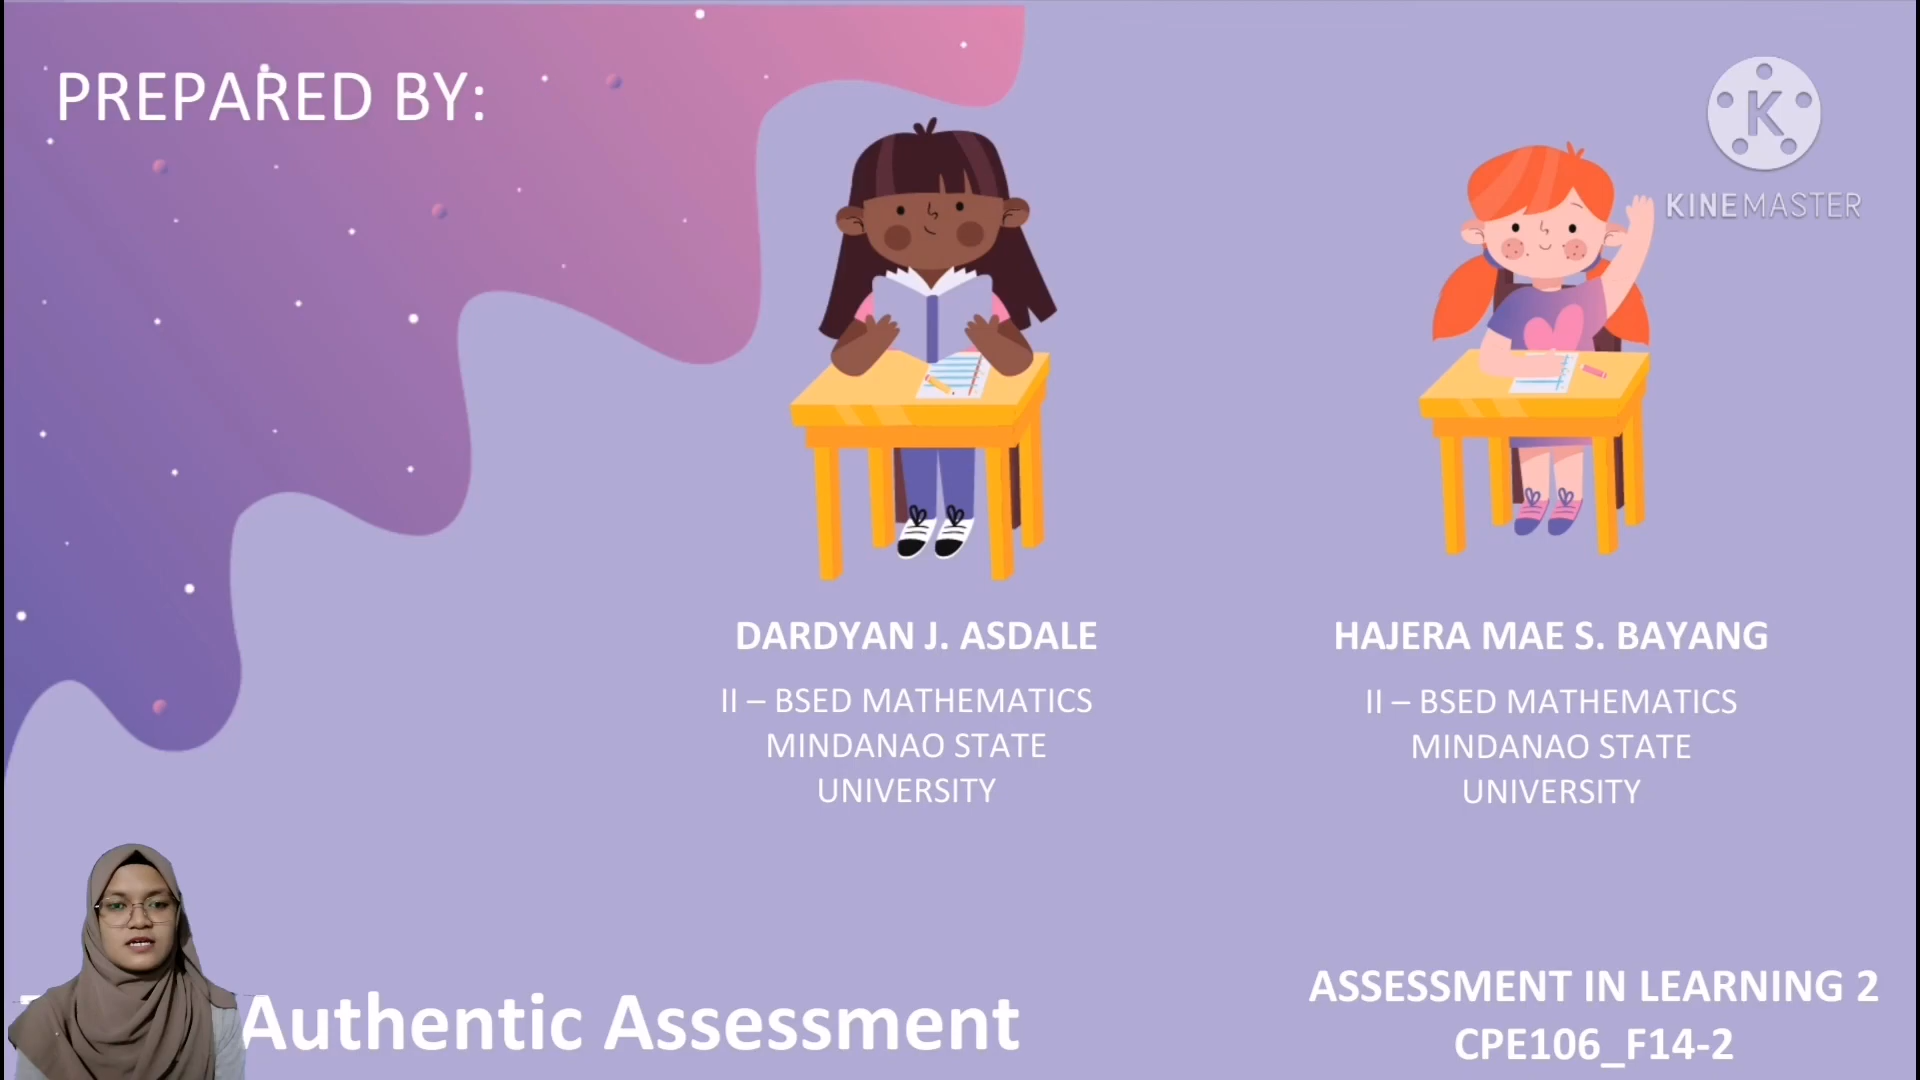 PREPARED BY:
K
KINEMASTER
DARDYAN J. ASDALE
II – BSED MATHEMATICS
MINDANAO STATE
UNIVERSITY
HAJERA MAE S. BAYANG
II – BSED MATHEMATICS
MINDANAO STATE
UNIVERSITY
Authentic Assessment
ASSESSMENT IN LEARNING 2
CPE106_F14-2